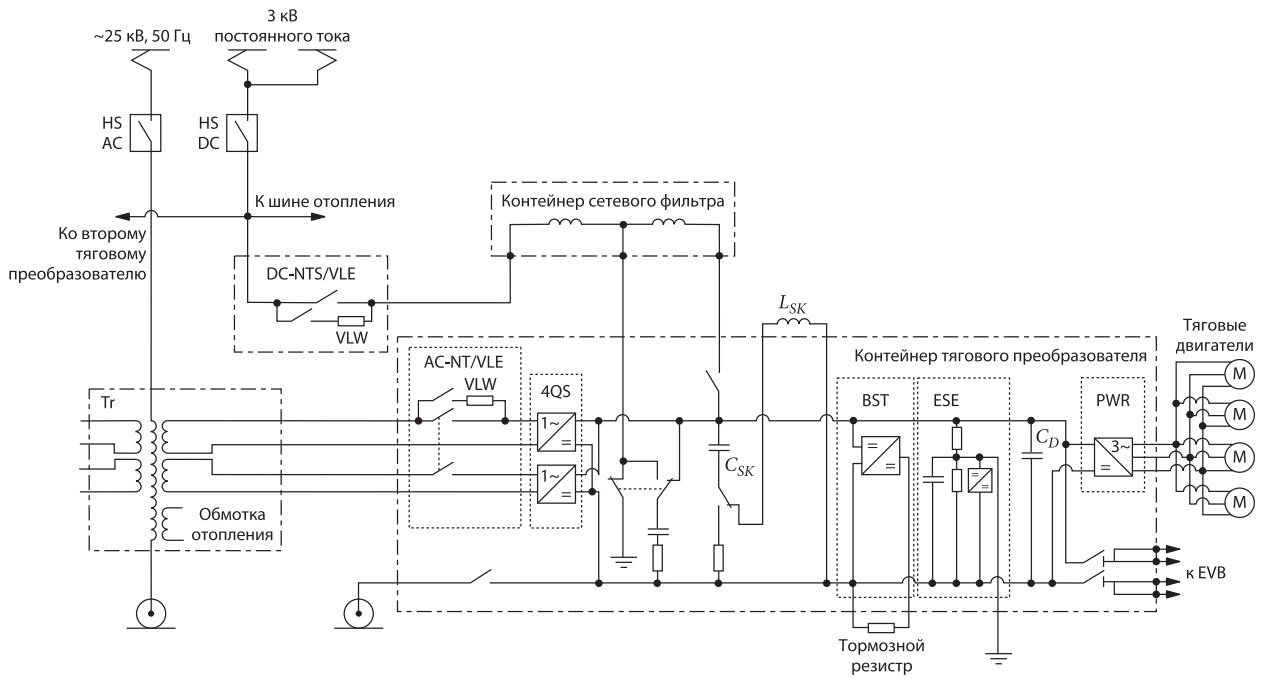 3 кВ
постоянного тока
~25 кВ, 50 Гц
HS
AC
HS
DC
К шине отопления
Ко второму
тяговому
преобразователю
Контейнер сетевого фильтра
DC-NTS/VLE
VLW
L_SK
Контейнер тягового преобразователя
Тяговые
двигатели
AC-NT/VLE
VLW
4QS
BST
ESE
PWR
Tr
1~
=
1~
=
C_SK
=
=
=
=
C_D
3~
=
M
M
M
M
Обмотка
отопления
к EVB
Тормозной
резистр